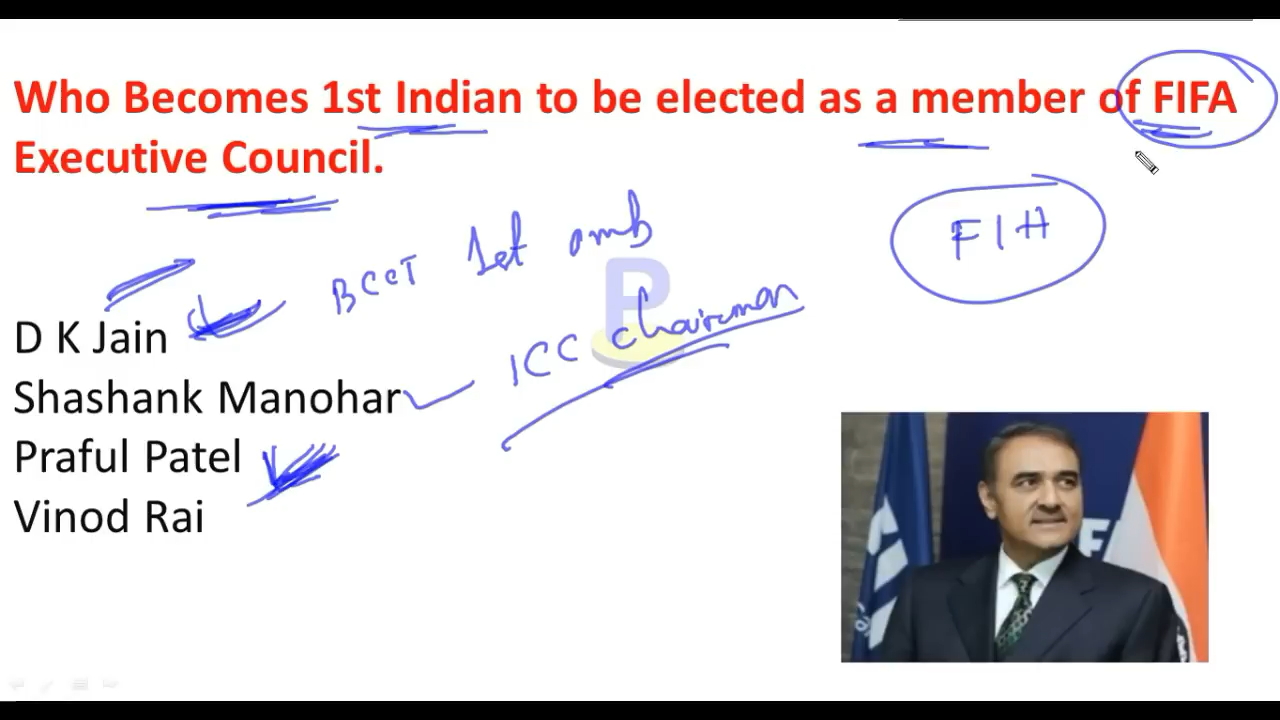 Who Becomes 1st Indian to be elected as a member of FIFA
Executive Council.
FIH
BCCI 1st omb
D K Jain
ICC chairman
Shashank Manohar
Praful Patel
Vinod Rai
P